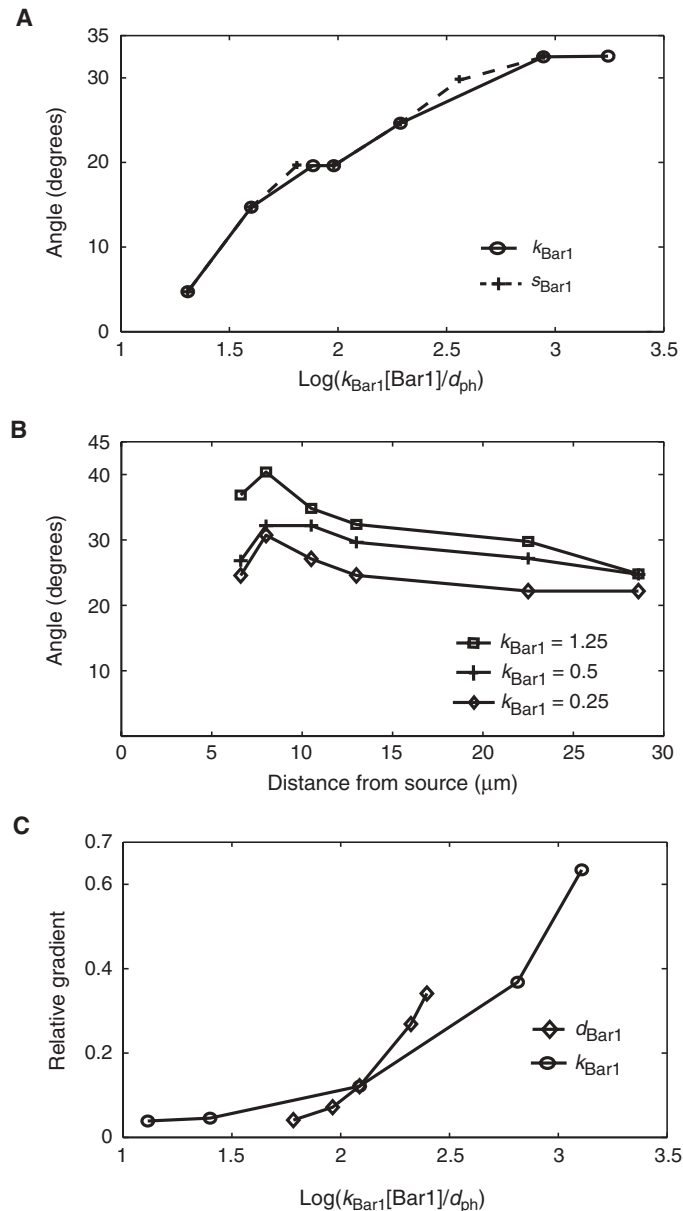 A
35
30
20
10
0
Angle (degrees)
1
1.5
2
2.5
3
3.5
Log(kBar1[Bar1]/dph)
kBar1
sBar1
B
45
40
30
20
10
Angle (degrees)
0
5
10
15
20
25
30
Distance from source (μm)
kBar1 = 1.25
kBar1 = 0.5
kBar1 = 0.25
C
0.7
0.6
0.4
0.2
0
Relative gradient
1
1.5
2
2.5
3
3.5
Log(kBar1[Bar1]/dph)
dBar1
kBar1